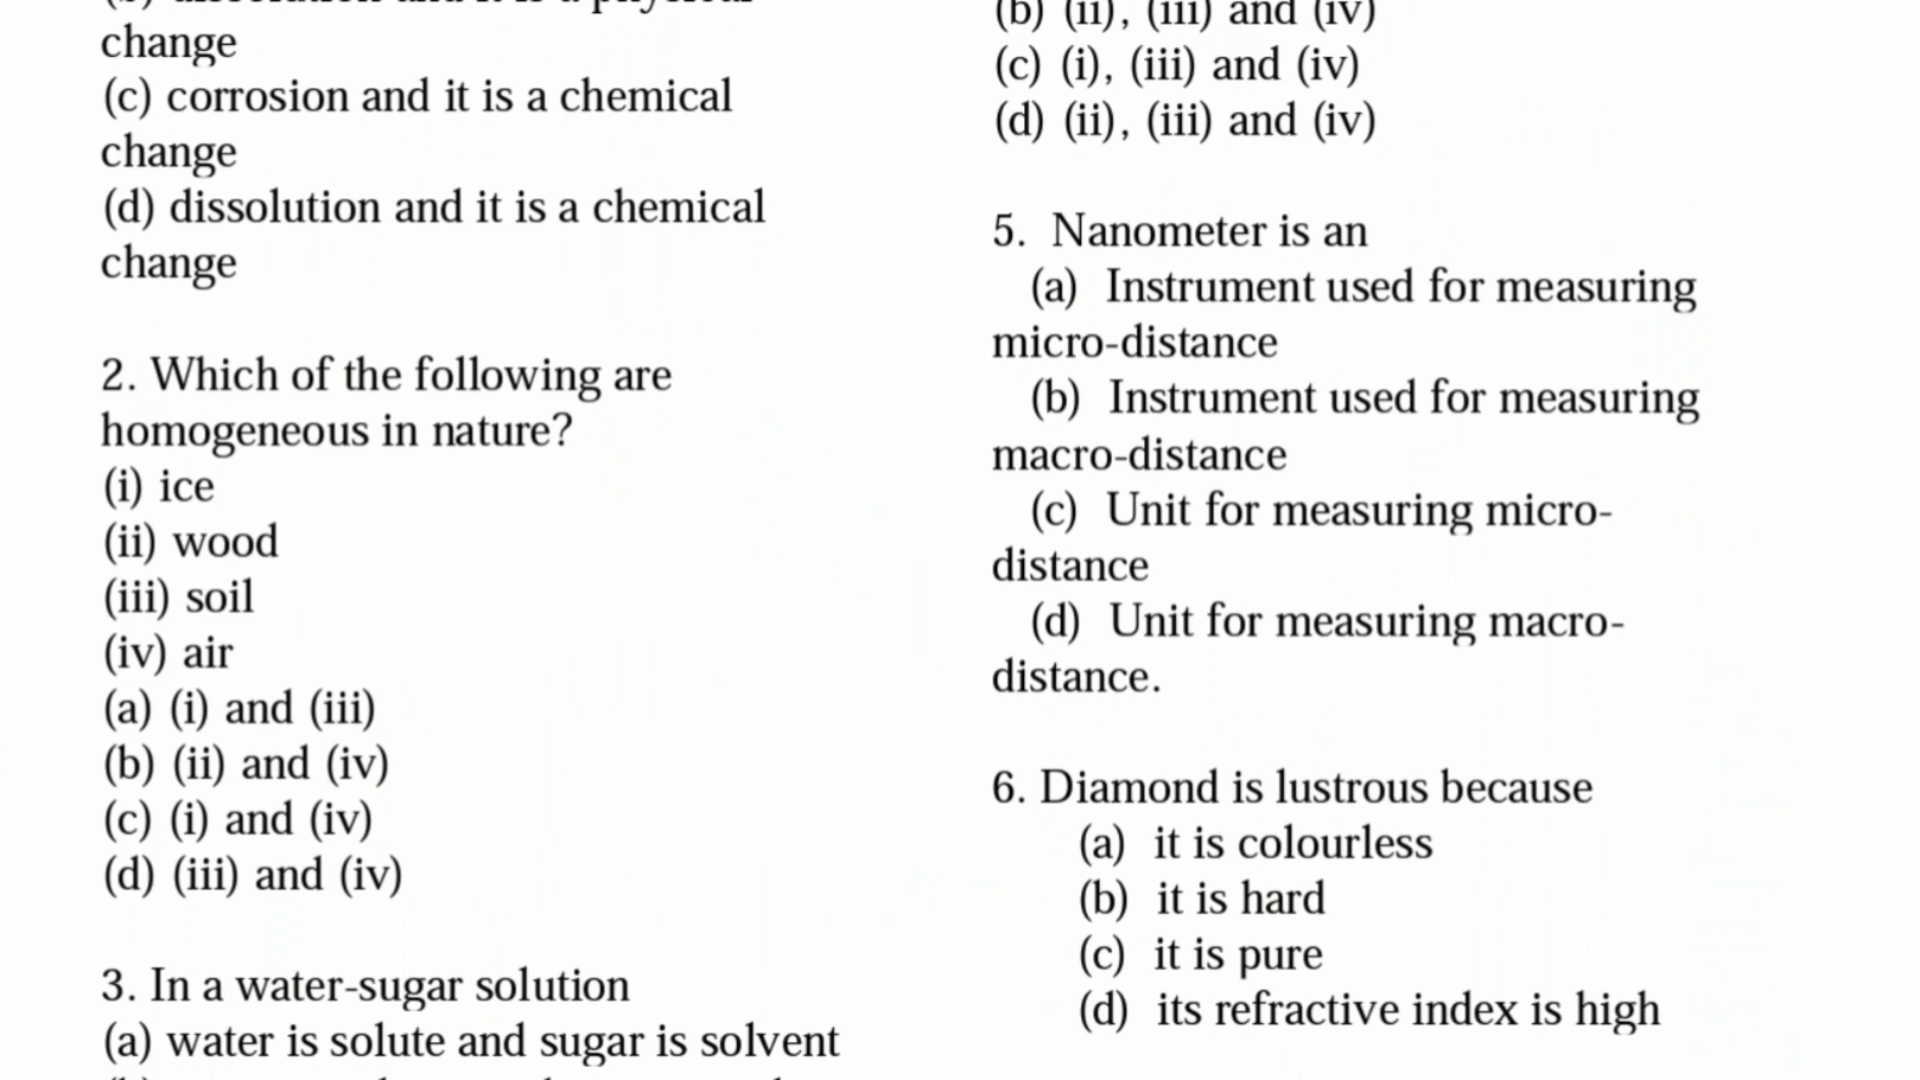 (b) dissolution and it is a physical
change
(c) corrosion and it is a chemical
change
(d) dissolution and it is a chemical
change
2. Which of the following are
homogeneous in nature?
(i) ice
(ii) wood
(iii) soil
(iv) air
(a) (i) and (iii)
(b) (ii) and (iv)
(c) (i) and (iv)
(d) (iii) and (iv)
3. In a water-sugar solution
(a) water is solute and sugar is solvent
(b) (ii), (iii) and (iv)
(c) (i), (iii) and (iv)
(d) (ii), (iii) and (iv)
5. Nanometer is an
(a) Instrument used for measuring
micro-distance
(b) Instrument used for measuring
macro-distance
(c) Unit for measuring micro-
distance
(d) Unit for measuring macro-
distance.
6. Diamond is lustrous because
(a) it is colourless
(b) it is hard
(c) it is pure
(d) its refractive index is high